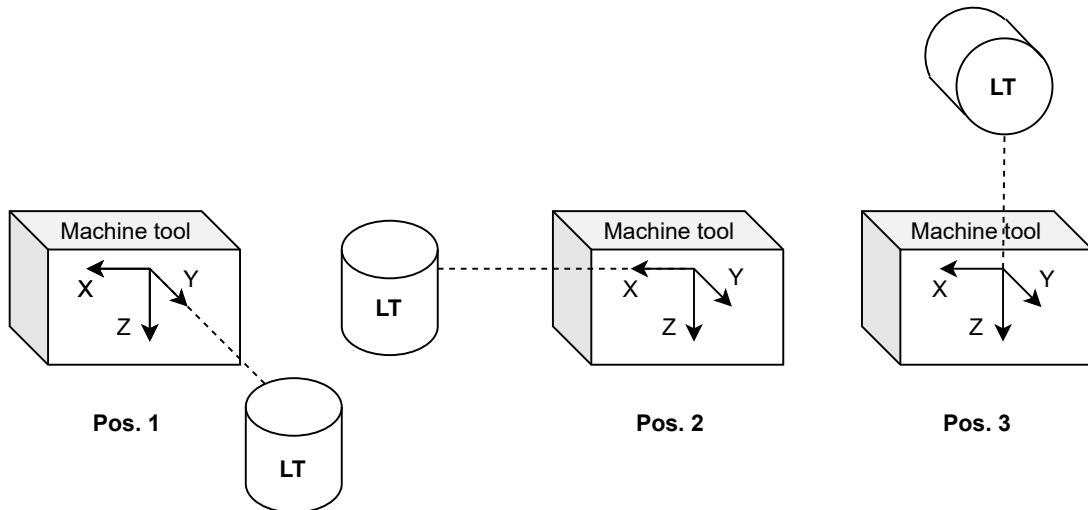 LT
Machine tool
X
Y
Z
LT
Pos. 1
LT
Machine tool
X
Y
Z
Pos. 2
Machine tool
X
Y
Z
Pos. 3